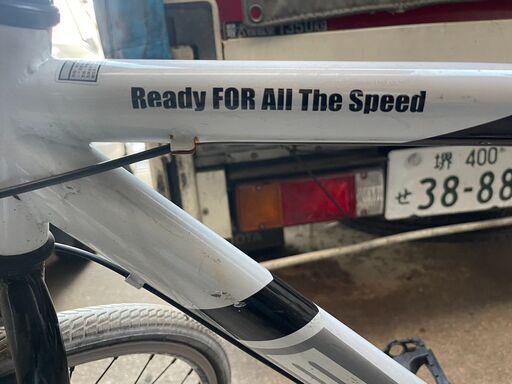 Ready FOR All The Speed
堺 400
せ 38-88